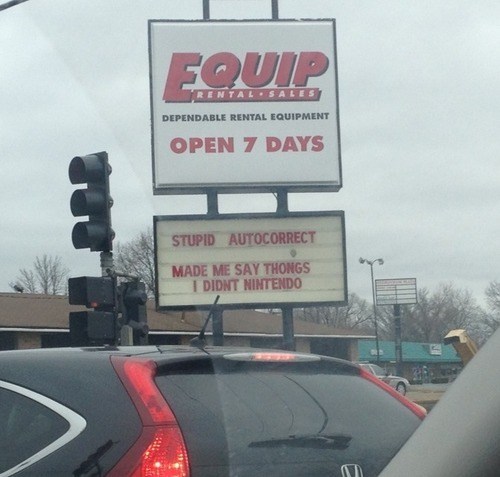 EQUIP
RENTAL • SALES
DEPENDABLE RENTAL EQUIPMENT
OPEN 7 DAYS
STUPID AUTOCORRECT
MADE ME SAY THONGS
I DIDNT NINTENDO